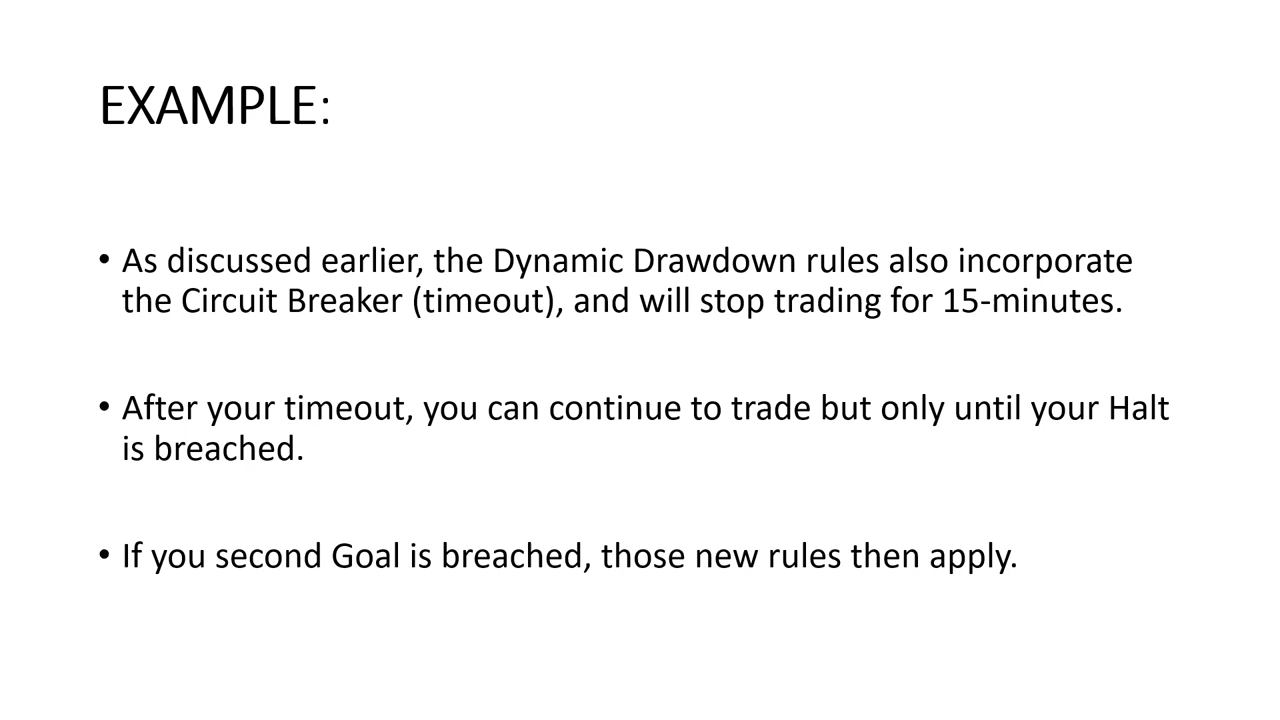 EXAMPLE:
• As discussed earlier, the Dynamic Drawdown rules also incorporate
the Circuit Breaker (timeout), and will stop trading for 15-minutes.
• After your timeout, you can continue to trade but only until your Halt
is breached.
• If you second Goal is breached, those new rules then apply.